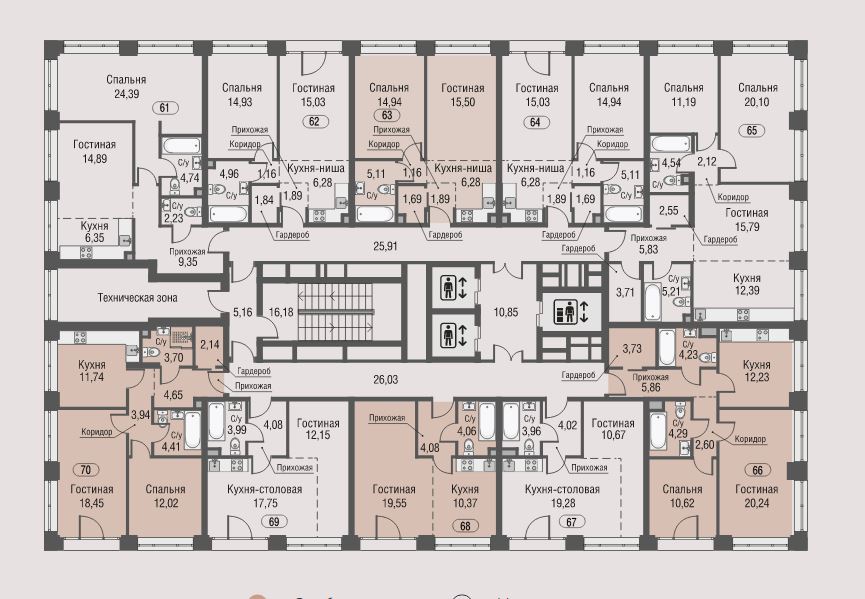 Спальня
24,39
61
Гостиная
14,89
Кухня
6,35
С/у
4,74
С/у
2,23
Прихожая
9,35
Спальня
14,93
Гостиная
15,03
62
Прихожая
Коридор
4,96
С/у
1,16
Кухня-ниша
6,28
1,84
1,89
Гардероб
Спальня
14,94
63
Гостиная
15,50
Прихожая
Коридор
5,11
С/у
1,16
Кухня-ниша
6,28
1,69
1,89
Гардероб
Гостиная
15,03
64
Спальня
14,94
Прихожая
Коридор
Кухня-ниша
6,28
1,16
5,11
С/у
1,89
1,69
Гардероб
Спальня
11,19
Спальня
20,10
65
С/у
4,54
2,12
Коридор
2,55
Гостиная
15,79
Гардероб
5,83
Гардероб
3,71
С/у
5,21
Кухня
12,39
25,91
Техническая зона
5,16
16,18
10,85
26,03
Кухня
11,74
С/у
3,70
2,14
Гардероб
Прихожая
4,65
3,94
Коридор
С/у
4,41
70
Гостиная
18,45
Спальня
12,02
С/у
3,99
4,08
Гостиная
12,15
Прихожая
Кухня-столовая
17,75
69
Прихожая
4,08
С/у
4,06
Гостиная
19,55
Кухня
10,37
68
С/у
3,96
4,02
Гостиная
10,67
Прихожая
Кухня-столовая
19,28
67
3,73
Гардероб
С/у
4,23
Прихожая
5,86
Кухня
12,23
С/у
4,29
2,60
Коридор
66
Спальня
10,62
Гостиная
20,24